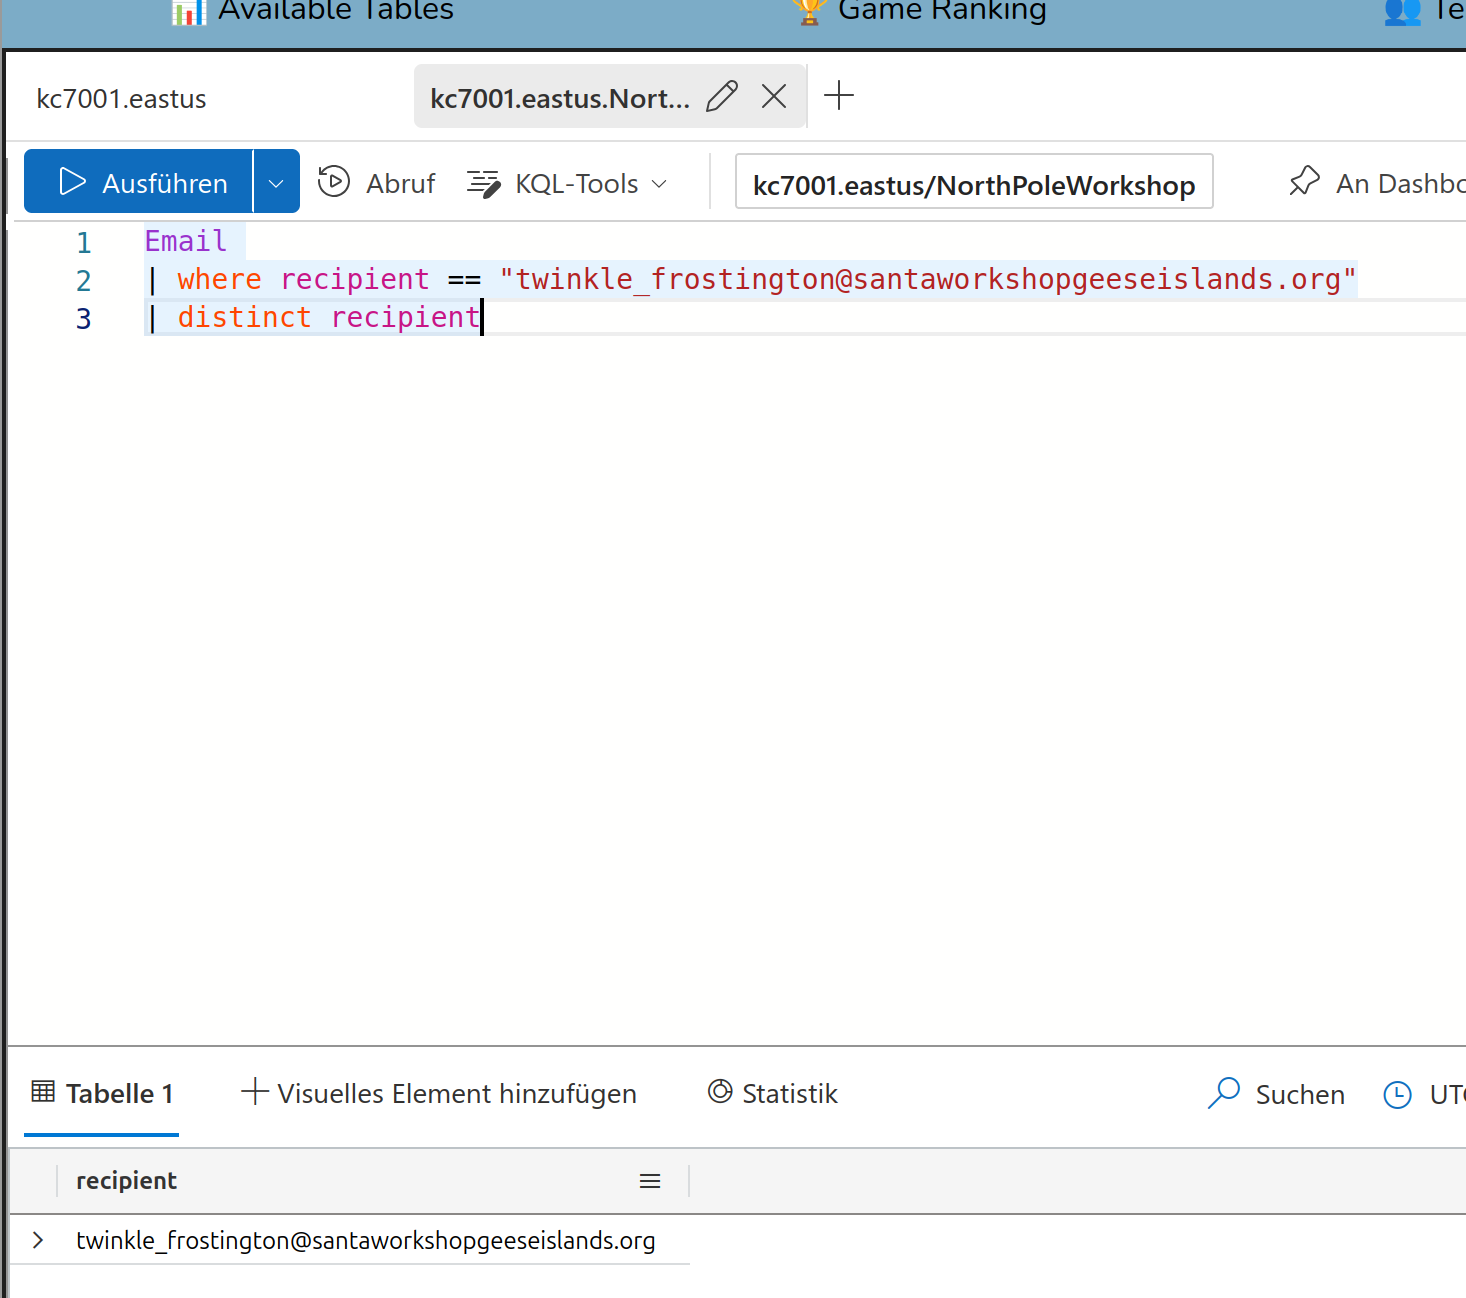 Available Tables
Game Ranking
kc7001.eastus
kc7001.eastus.Nort...
Ausführen
Abruf
KQL-Tools
kc7001.eastus/NorthPoleWorkshop
An Dashbo
1 Email
2 | where recipient == "twinkle_frostington@santaworkshopgeeseislands.org"
3 | distinct recipient
Tabelle 1
Visuelles Element hinzufügen
Statistik
Suchen
UTC
recipient
twinkle_frostington@santaworkshopgeeseislands.org